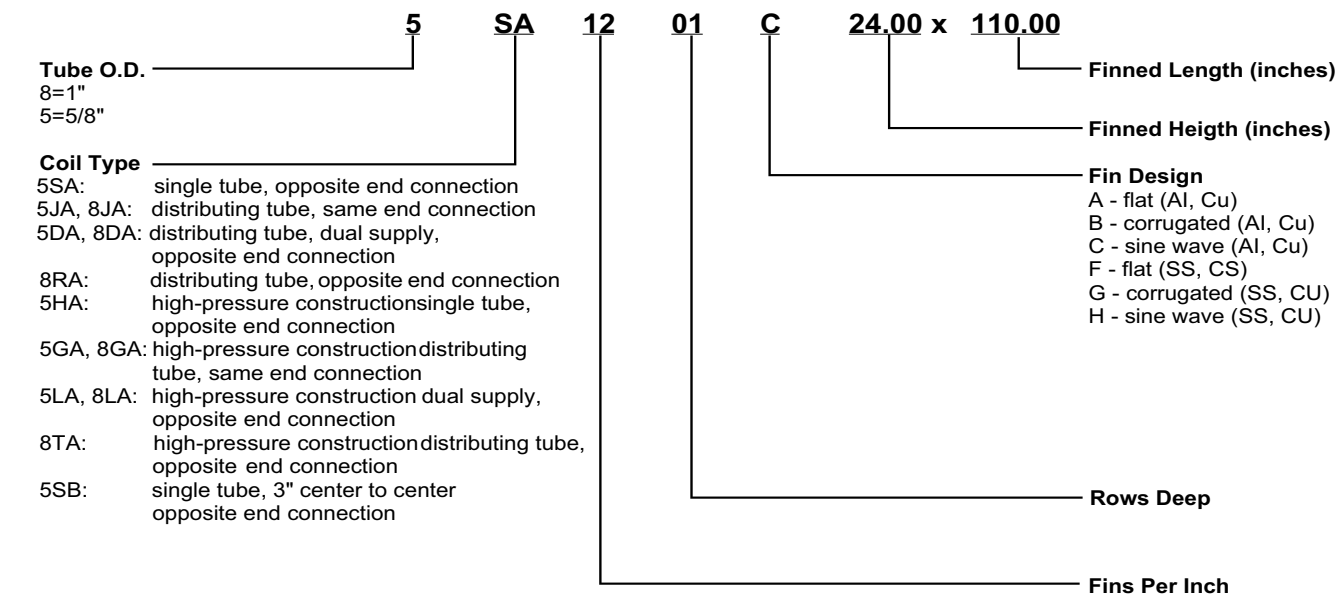 5 SA 12 01 C 24.00 x 110.00
Tube O.D.
8=1"
5=5/8"
Coil Type
5SA: single tube, opposite end connection
5JA, 8JA: distributing tube, same end connection
5DA, 8DA: distributing tube, dual supply,
opposite end connection
8RA: distributing tube, opposite end connection
5HA: high-pressure constructionsingle tube,
opposite end connection
5GA, 8GA: high-pressure constructiondistributing
tube, same end connection
5LA, 8LA: high-pressure construction dual supply,
opposite end connection
8TA: high-pressure constructiondistributing tube,
opposite end connection
5SB: single tube, 3" center to center
opposite end connection
Finned Length (inches)
Finned Heigth (inches)
Fin Design
A - flat (Al, Cu)
B - corrugated (Al, Cu)
C - sine wave (Al, Cu)
F - flat (SS, CS)
G - corrugated (SS, CU)
H - sine wave (SS, CU)
Rows Deep
Fins Per Inch